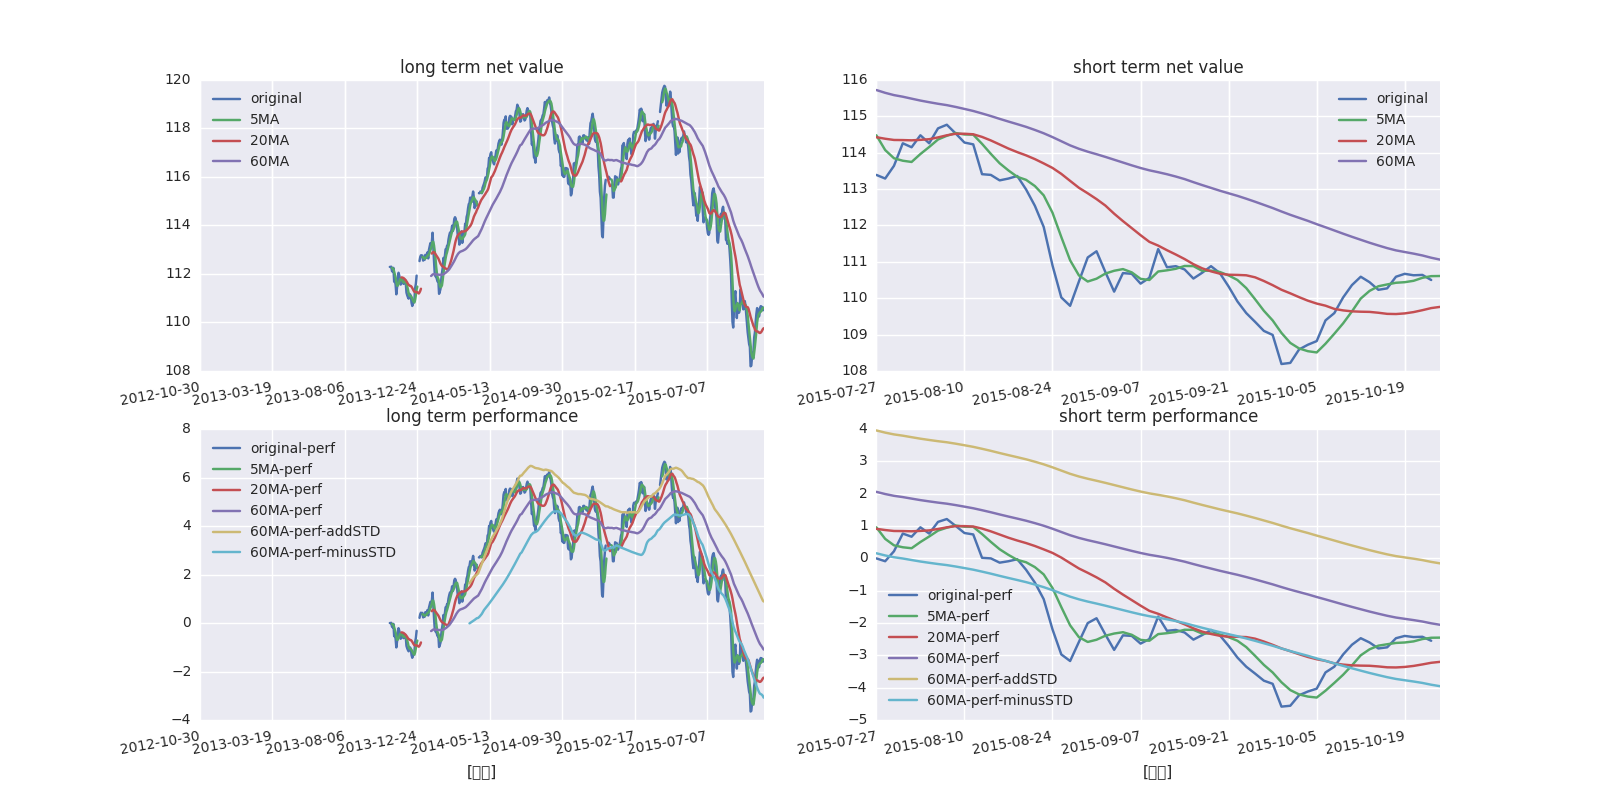 long term net value
120
118
116
114
112
110
108
original
5MA
20MA
60MA
2012-10-30 2013-03-19 2013-08-06 2013-12-24 2014-05-13 2014-09-30 2015-02-17 2015-07-07
short term net value
116
115
114
113
112
111
110
109
108
original
5MA
20MA
60MA
2015-07-27 2015-08-10 2015-08-24 2015-09-07 2015-09-21 2015-10-05 2015-10-19
long term performance
8
6
4
2
0
−2
−4
original-perf
5MA-perf
20MA-perf
60MA-perf
60MA-perf-addSTD
60MA-perf-minusSTD
2012-10-30 2013-03-19 2013-08-06 2013-12-24 2014-05-13 2014-09-30 2015-02-17 2015-07-07
short term performance
4
3
2
1
0
−1
−2
−3
−4
−5
original-perf
5MA-perf
20MA-perf
60MA-perf
60MA-perf-addSTD
60MA-perf-minusSTD
2015-07-27 2015-08-10 2015-08-24 2015-09-07 2015-09-21 2015-10-05 2015-10-19